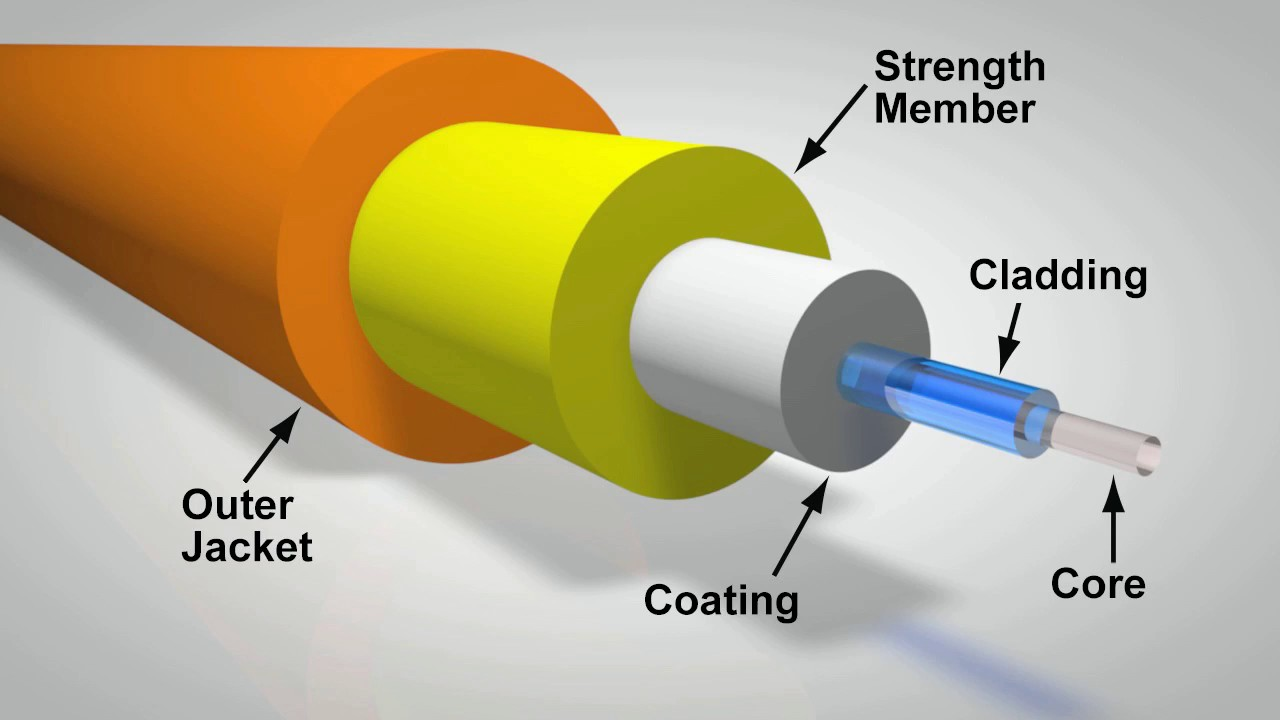 Strength
Member
Cladding
Outer
Jacket
Coating
Core